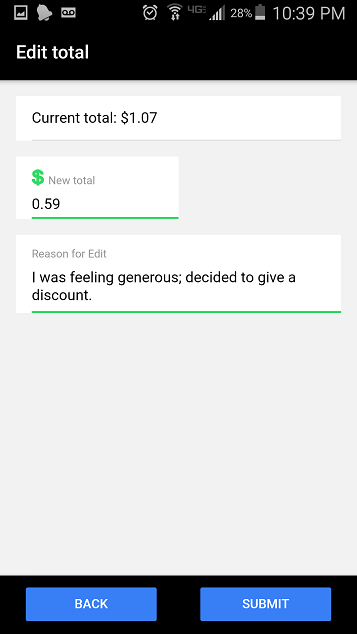 4G 28% 10:39 PM
Edit total
Current total: $1.07
$ New total
0.59
Reason for Edit
I was feeling generous; decided to give a
discount.
BACK SUBMIT